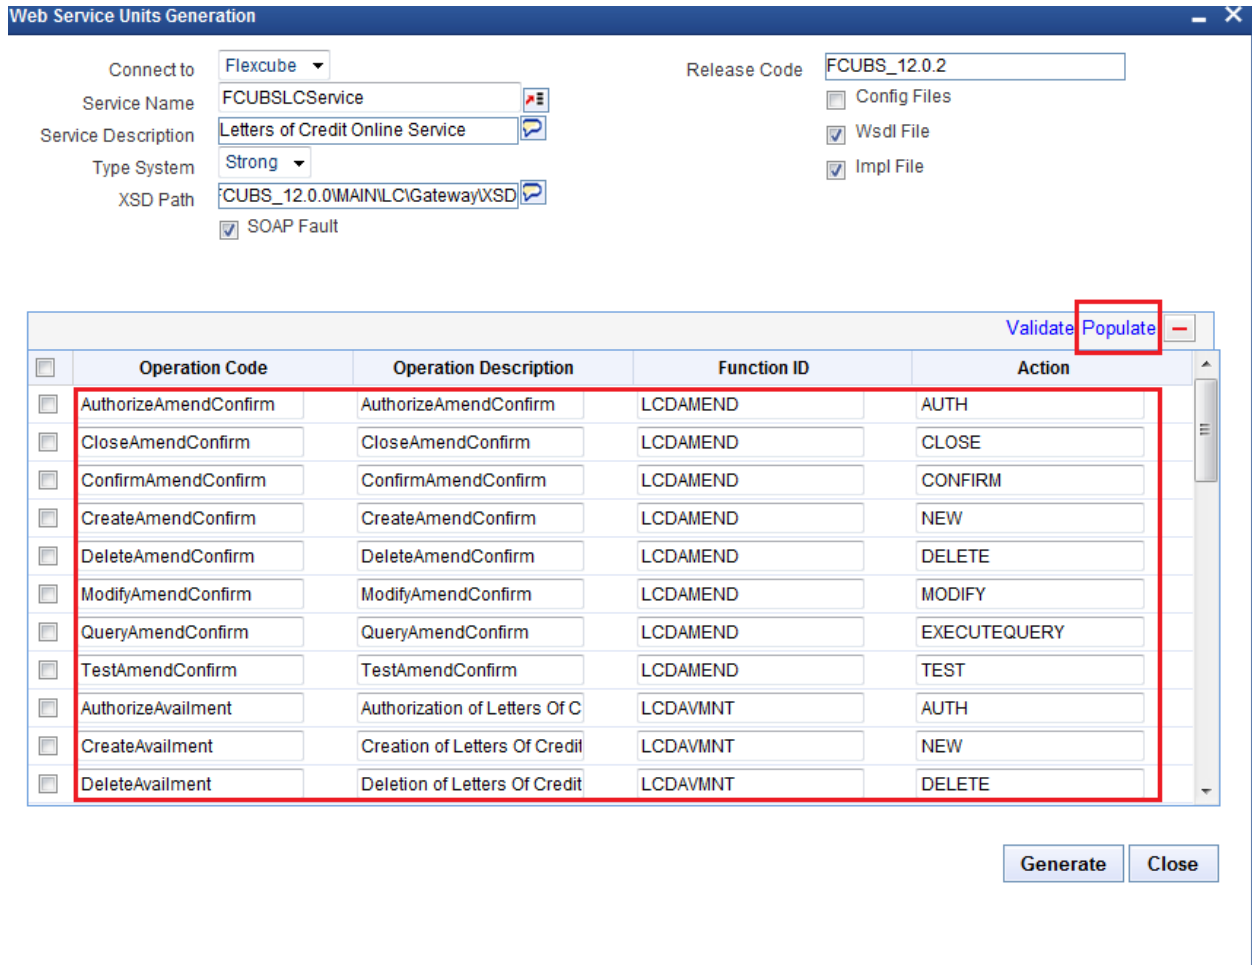 Web Service Units Generation
Connect to Flexcube Release Code FCUBS_12.0.2
Service Name FCUBSLCService Config Files
Service Description Letters of Credit Online Service Wsdl File
Type System Strong Impl File
XSD Path FCUBS_12.0.0\MAIN\LC\Gateway\XSD
SOAP Fault
Validate Populate
Operation Code Operation Description Function ID Action
AuthorizeAmendConfirm AuthorizeAmendConfirm LCDAMEND AUTH
CloseAmendConfirm CloseAmendConfirm LCDAMEND CLOSE
ConfirmAmendConfirm ConfirmAmendConfirm LCDAMEND CONFIRM
CreateAmendConfirm CreateAmendConfirm LCDAMEND NEW
DeleteAmendConfirm DeleteAmendConfirm LCDAMEND DELETE
ModifyAmendConfirm ModifyAmendConfirm LCDAMEND MODIFY
QueryAmendConfirm QueryAmendConfirm LCDAMEND EXECUTEQUERY
TestAmendConfirm TestAmendConfirm LCDAMEND TEST
AuthorizeAvailment Authorization of Letters Of C LCDAVMNT AUTH
CreateAvailment Creation of Letters Of Credit LCDAVMNT NEW
DeleteAvailment Deletion of Letters Of Credit LCDAVMNT DELETE
Generate Close